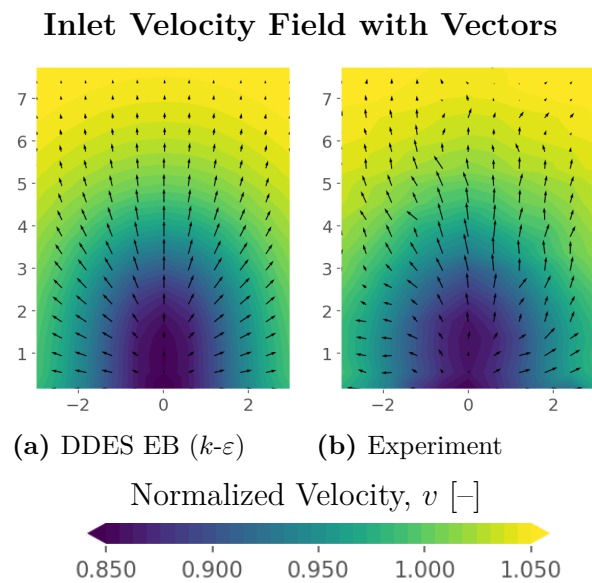 Inlet Velocity Field with Vectors
7
6
5
4
3
2
1
−2 0 2
7
6
5
4
3
2
1
−2 0 2
(a) DDES EB (k-ε) (b) Experiment
Normalized Velocity, v [–]
0.850 0.900 0.950 1.000 1.050